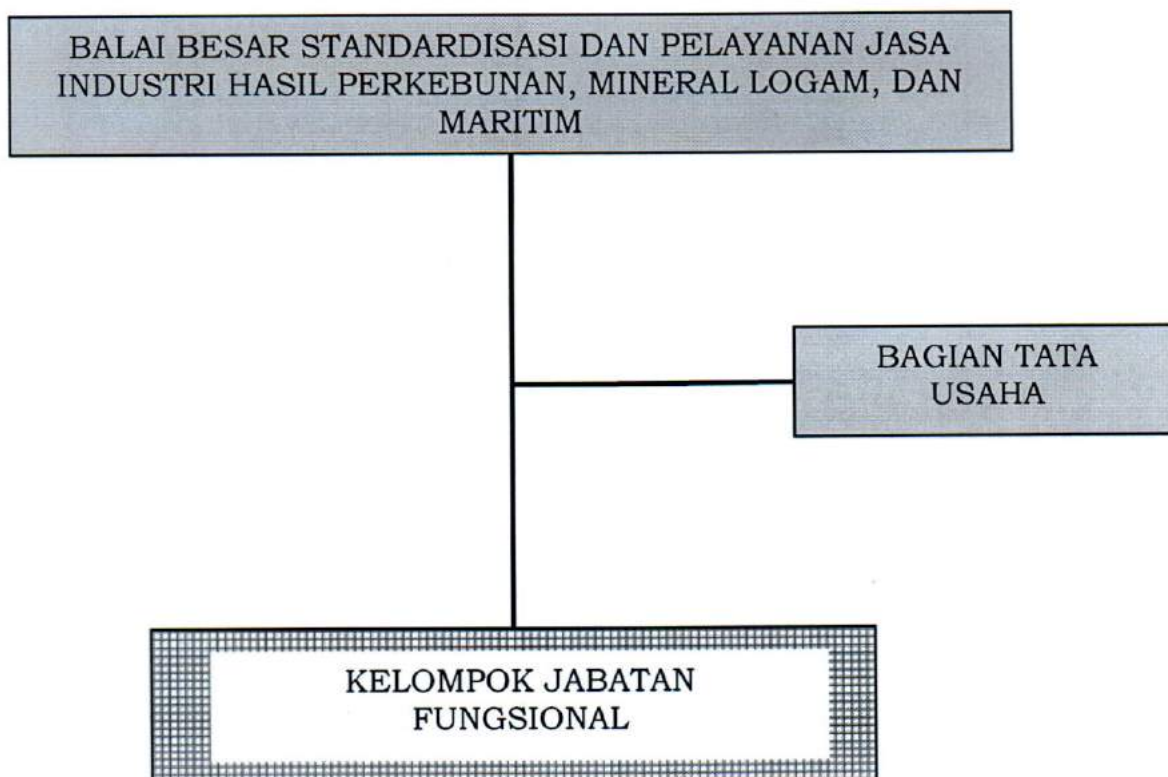 BALAI BESAR STANDARDISASI DAN PELAYANAN JASA
INDUSTRI HASIL PERKEBUNAN, MINERAL LOGAM, DAN
MARITIM
BAGIAN TATA
USAHA
KELOMPOK JABATAN
FUNGSIONAL